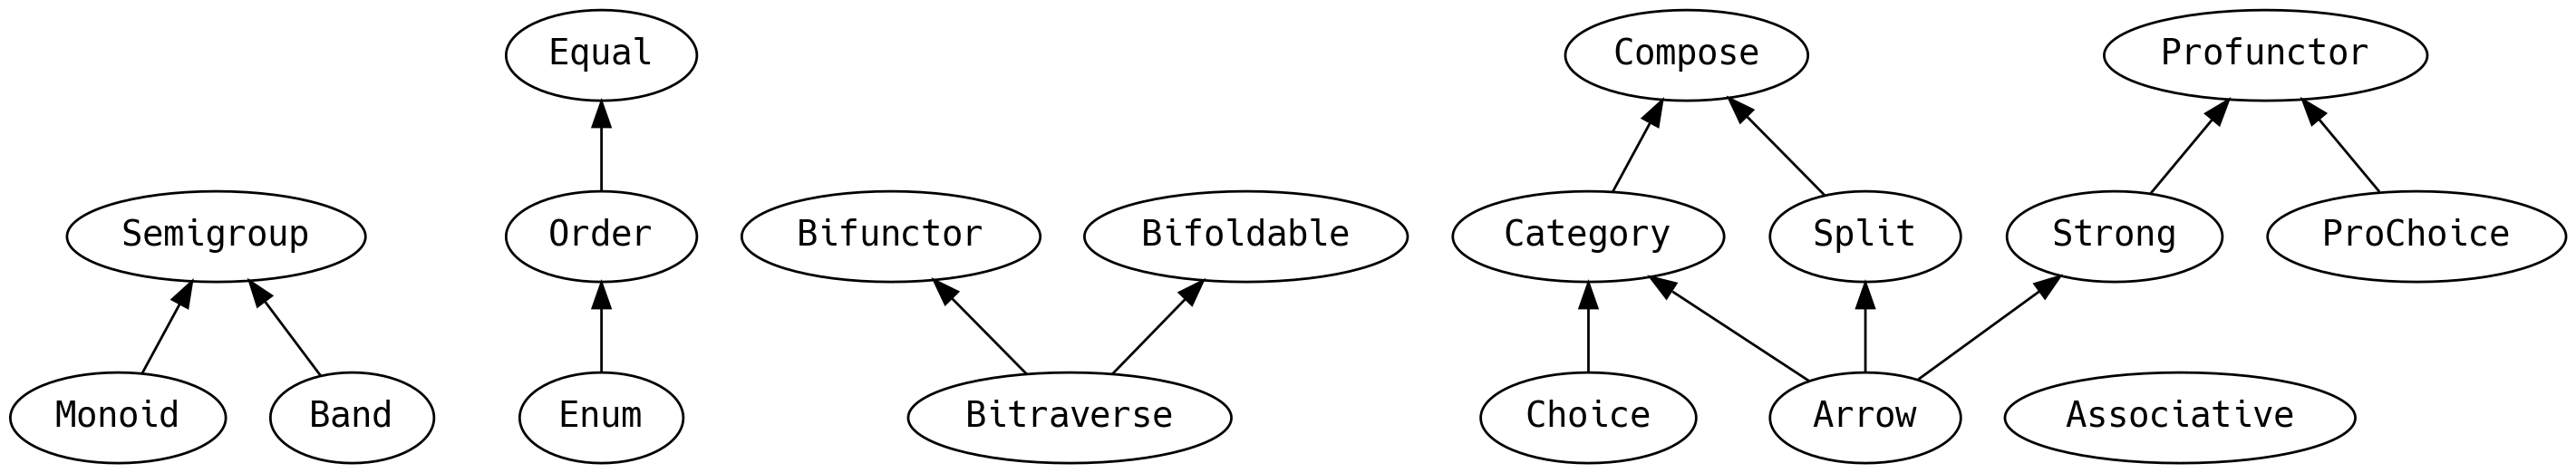 Equal
Compose
Profunctor
Semigroup
Order
Bifunctor
Bifoldable
Category
Split
Strong
ProChoice
Monoid
Band
Enum
Bitraverse
Choice
Arrow
Associative